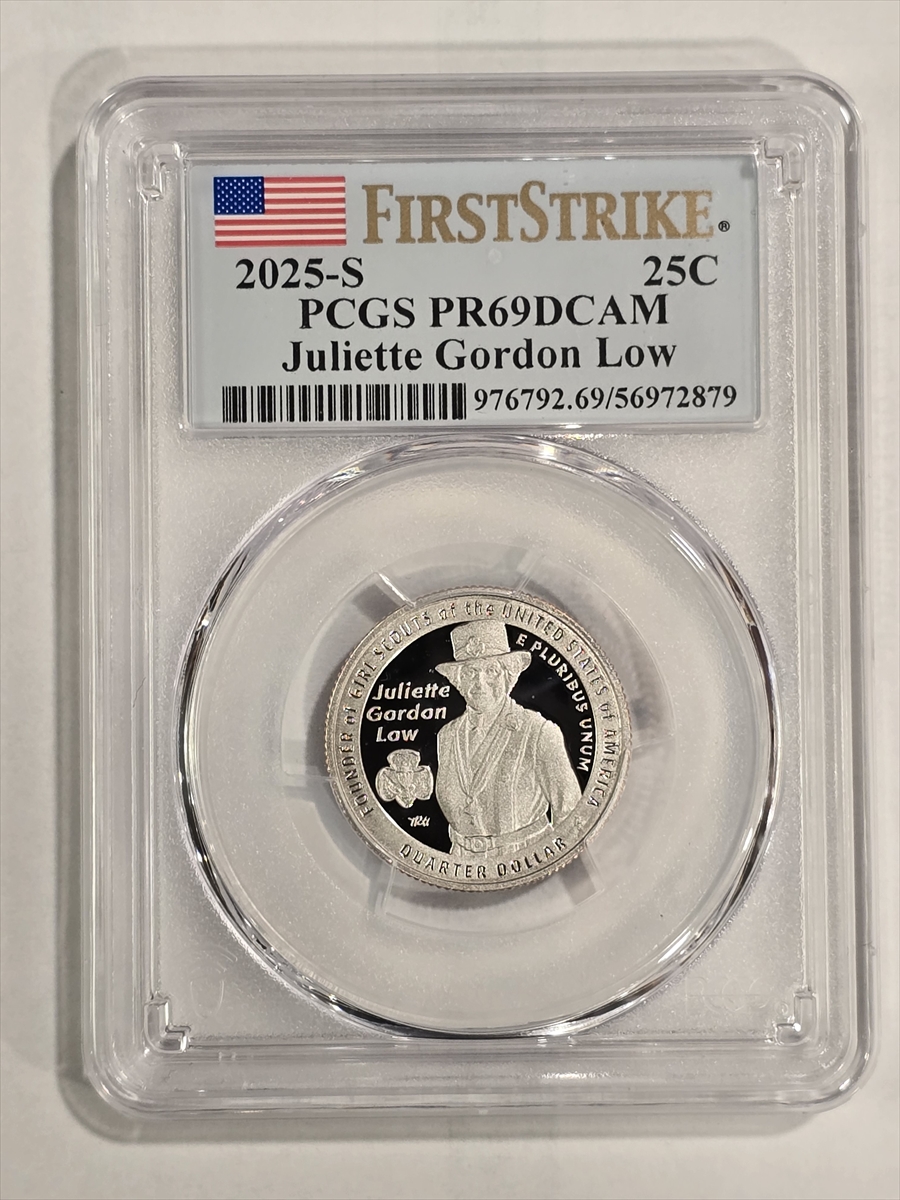 FIRSTSTRIKE®
2025-S 25C
PCGS PR69DCAM
Juliette Gordon Low
976792.69/56972879
FOUNDER of GIRL SCOUTS of the UNITED STATES of AMERICA
E PLURIBUS UNUM
Juliette
Gordon
Low
QUARTER DOLLAR